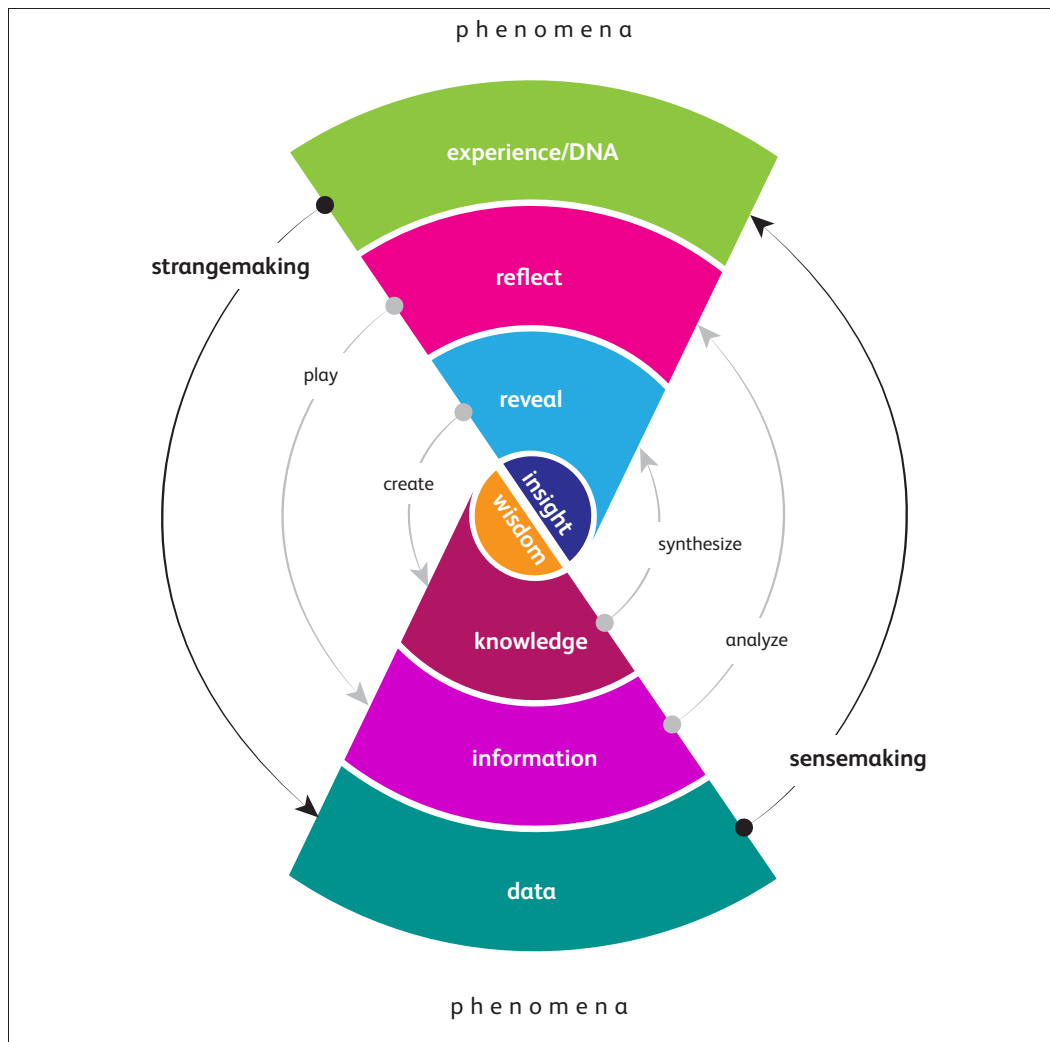 phenomena
experience/DNA
strangemaking
reflect
play
reveal
create
insight
wisdom
synthesize
knowledge
analyze
information
sensemaking
data
phenomena